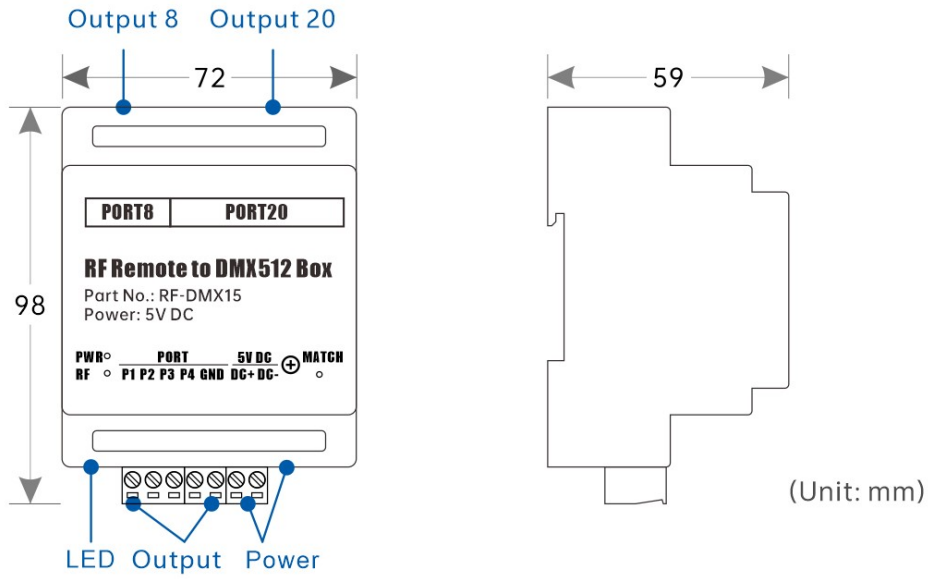 Output 8 Output 20
72
59
PORT8 PORT20
RF Remote to DMX512 Box
Part No.: RF-DMX15
Power: 5V DC
98
PWR PORT 5V DC MATCH
RF P1 P2 P3 P4 GND DC+ DC-
(Unit: mm)
LED Output Power